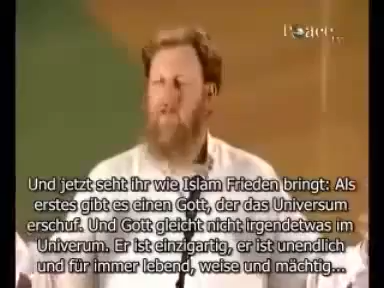 Peace
Und jetzt seht ihr wie Islam Frieden bringt: Als
erstes gibt es einen Gott, der das Universum
erschuf. Und Gott gleicht nicht irgendetwas im
Univerum. Er ist einzigartig, er ist unendlich
und für immer lebend, weise und mächtig...